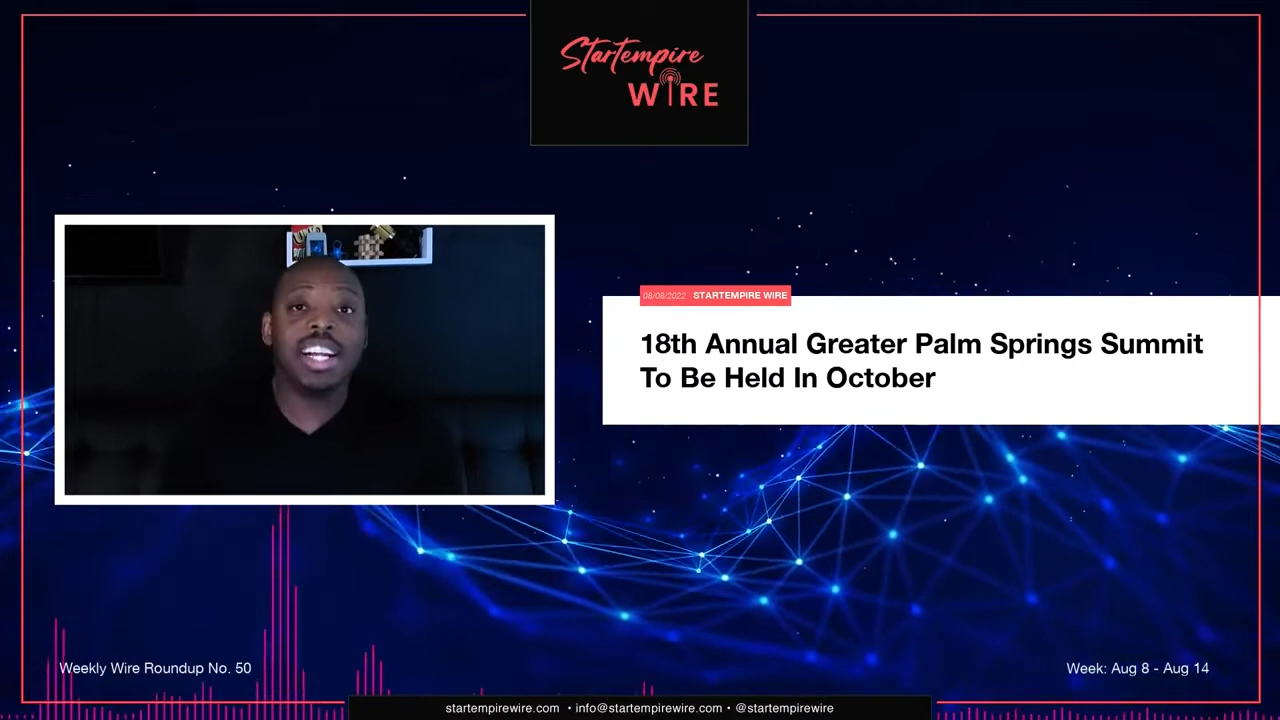 Startempire
WIRE
08/08/2022 STARTEMPIRE WIRE
18th Annual Greater Palm Springs Summit
To Be Held In October
Weekly Wire Roundup No. 50
Week: Aug 8 - Aug 14
startempirewire.com • info@startempirewire.com • @startempirewire